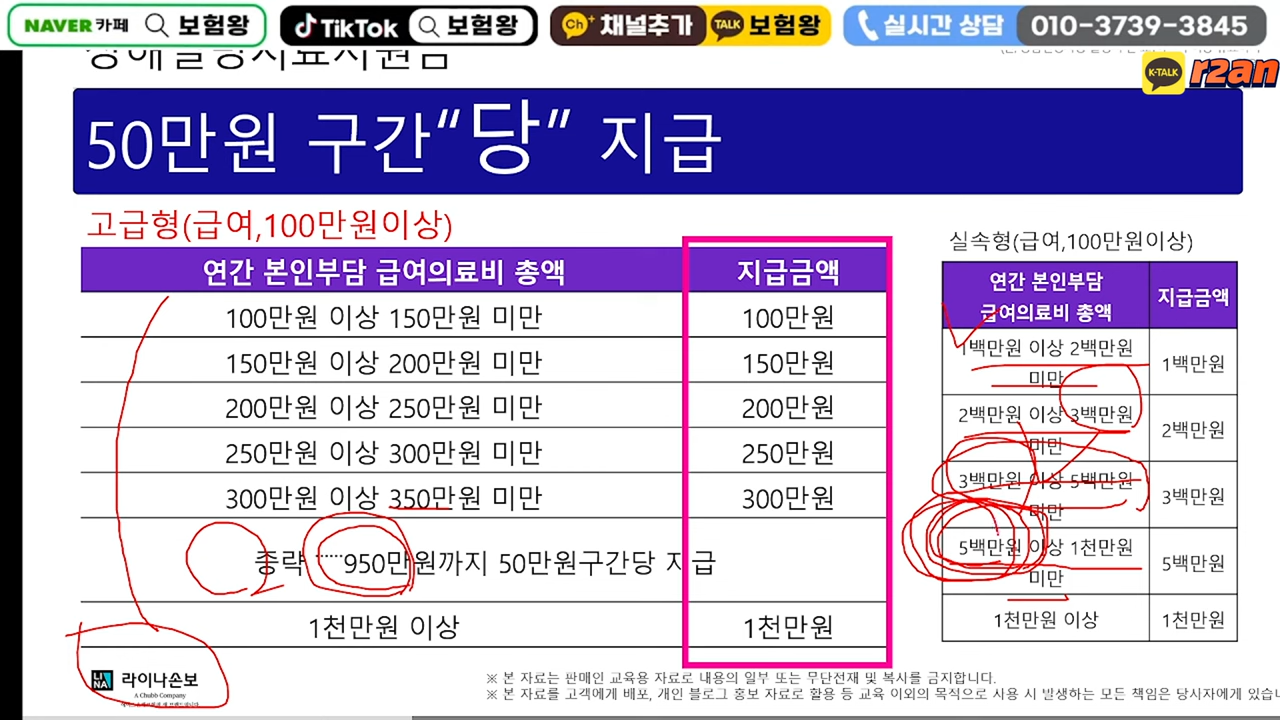 NAVER 카페 보험왕 TikTok 보험왕 Ch+ 채널추가 TALK 보험왕 실시간 상담 010-3739-3845
K-TALK r2an
50만원 구간“당” 지급
고급형(급여,100만원이상)
연간 본인부담 급여의료비 총액 지급금액
100만원 이상 150만원 미만 100만원
150만원 이상 200만원 미만 150만원
200만원 이상 250만원 미만 200만원
250만원 이상 300만원 미만 250만원
300만원 이상 350만원 미만 300만원
중략 ······950만원까지 50만원구간당 지급
1천만원 이상 1천만원
실속형(급여,100만원이상)
연간 본인부담
급여의료비 총액
지급금액
1백만원 이상 2백만원
미만
1백만원
2백만원 이상 3백만원
미만
2백만원
3백만원 이상 5백만원
미만
3백만원
5백만원 이상 1천만원
미만
5백만원
1천만원 이상 1천만원
LINA 라이나손보
A Chubb Company
※ 본 자료는 판매인 교육용 자료로 내용의 일부 또는 무단전재 및 복사를 금지합니다.
※ 본 자료를 고객에게 배포, 개인 블로그 홍보 자료로 활용 등 교육 이외의 목적으로 사용 시 발생하는 모든 책임은 당시자에게 있습